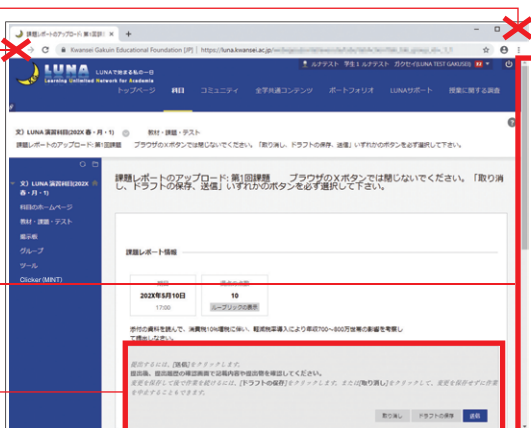 課題レポートのアップロード: 第1回課
Kwansei Gakuin Educational Foundation [JP] | https://luna.kwansei.ac.jp
ルナテスト 学生1 ルナテスト ガクセイ(LUNA TEST GAKUSEI)
LUNA LUNAで始まる私の一日
Learning Unlimited Network for Academia
トップページ 科目 コミュニティ 全学共通コンテンツ ポートフォリオ LUNAサポート 授業に関する調査
文) LUNA 演習科目(202X 春・月・1) 教材・課題・テスト
課題レポートのアップロード: 第1回課題 ブラウザのXボタンでは閉じないでください。「取り消し、ドラフトの保存、送信」いずれかのボタンを必ず選択して下さい。
文) LUNA 演習科目(202X 春・月・1)
科目のホームページ
教材・課題・テスト
掲示板
グループ
ツール
Clicker (MINT)
課題レポートのアップロード: 第1回課題 ブラウザのXボタンでは閉じないでください。「取り消
し、ドラフトの保存、送信」いずれかのボタンを必ず選択して下さい。
課題レポート情報
期日
202X年5月10日
17:00
10
ルーブリックの表示
添付の資料を読んで、消費税10%増税に伴い、軽減税率導入により年収700〜800万世帯の影響を考察し
て提出しなさい。
提出するには、[送信]をクリックします。
提出後、提出履歴の確認画面で記載内容や提出物を確認してください。
変更を保存して後で作業を続けるには、[ドラフトの保存]をクリックします。または[取り消し]をクリックして、変更を保存せずに作業
を中止することもできます。
取り消し ドラフトの保存 送信